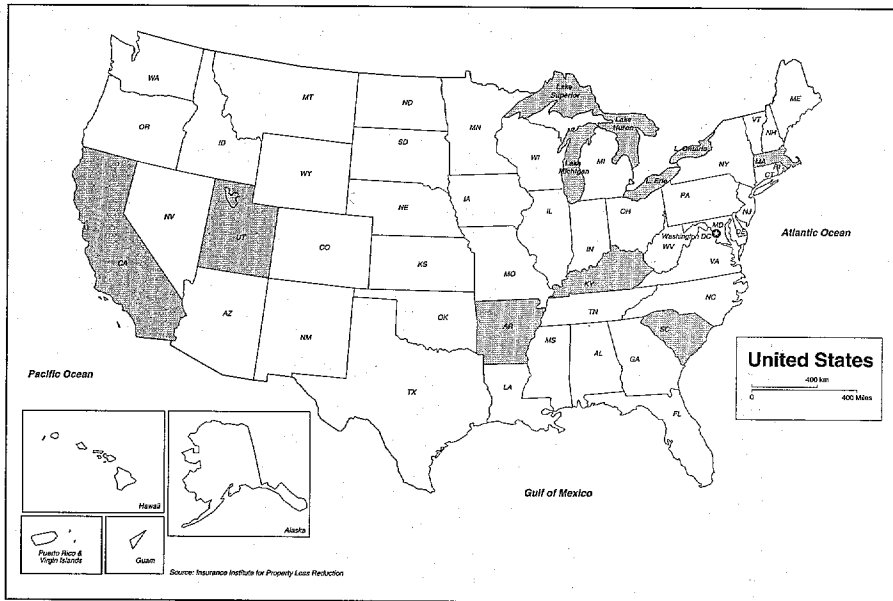 WA
MT
ND
MN
Lake
Superior
ME
OR
ID
SD
WI
Lake
Michigan
MI
Lake
Huron
L. Ontario
VT
NH
NY
MA
RI
CT
WY
IA
L. Erie
PA
NJ
NV
NE
IL
IN
OH
MD
DE
Washington DC
WV
VA
Atlantic Ocean
UT
CO
KS
MO
KY
CA
NC
AZ
NM
OK
AR
TN
SC
MS
AL
GA
United States
400 km
0
400 Miles
Pacific Ocean
TX
LA
FL
Gulf of Mexico
Hawaii
Alaska
Puerto Rico &
Virgin Islands
Guam
Source: Insurance Institute for Property Loss Reduction